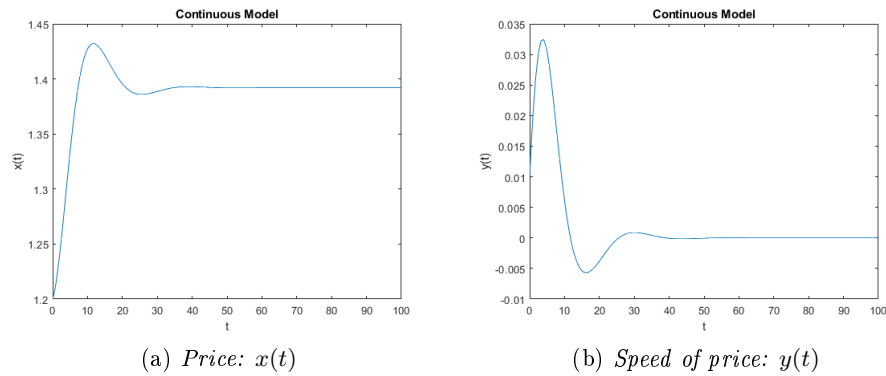 Continuous Model
1.45
1.4
1.35
1.3
1.25
1.2
x(t)
0 10 20 30 40 50 60 70 80 90 100
t
(a) Price: x(t)
Continuous Model
0.035
0.03
0.025
0.02
0.015
0.01
0.005
0
-0.005
-0.01
y(t)
0 10 20 30 40 50 60 70 80 90 100
t
(b) Speed of price: y(t)